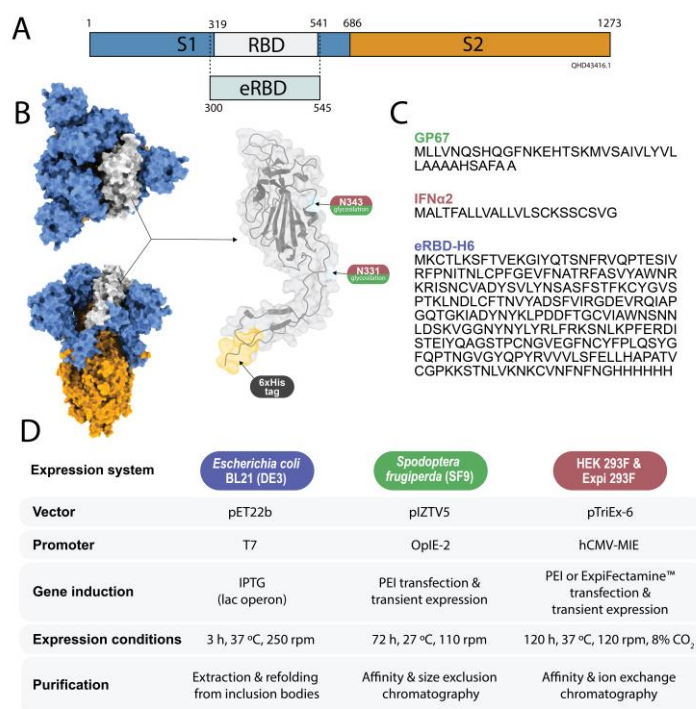 A
1 319 541 686 1273
S1 RBD S2
QHD43416.1
eRBD
300 545
B
N343
glycosilation
N331
glycosilation
6xHis
tag
C
GP67
MLLVNQSHQGFNKEHTSKMVSAIVLYVL
LAAAAHSAFA A
IFNα2
MALTFALLVALLVLSCKSSCSVG
eRBD-H6
MKCTLKSFTVEKGIYQTSNFRVQPTESIV
RFPNITNLCPFGEVFNATRFASVYAWNR
KRISNCVADYSVLYNSASFSTFKCYGVS
PTKLNDLCFTNVYADSFVIRGDEVRQIAP
GQTGKIADYNYKLPDDFTGCVIAWNSNN
LDSKVGGNYNYLYRLFRKSNLKPFERDI
STEIYQAGSTPCNGVEGFNCYFPLQSYG
FQPTNGVGYQPYRVVVLSFELLHAPATV
CGPKKSTNLVKNKCVNFNFNGHHHHHH
D
Expression system
Escherichia coli
BL21 (DE3)
Spodoptera
frugiperda (SF9)
HEK 293F &
Expi 293F
Vector pET22b pIZTV5 pTriEx-6
Promoter T7 OpIE-2 hCMV-MIE
Gene induction
IPTG
(lac operon)
PEI transfection &
transient expression
PEI or ExpiFectamine™
transfection &
transient expression
Expression conditions 3 h, 37 ºC, 250 rpm 72 h, 27 ºC, 110 rpm 120 h, 37 ºC, 120 rpm, 8% CO₂
Purification
Extraction & refolding
from inclusion bodies
Affinity & size exclusion
chromatography
Affinity & ion exchange
chromatography